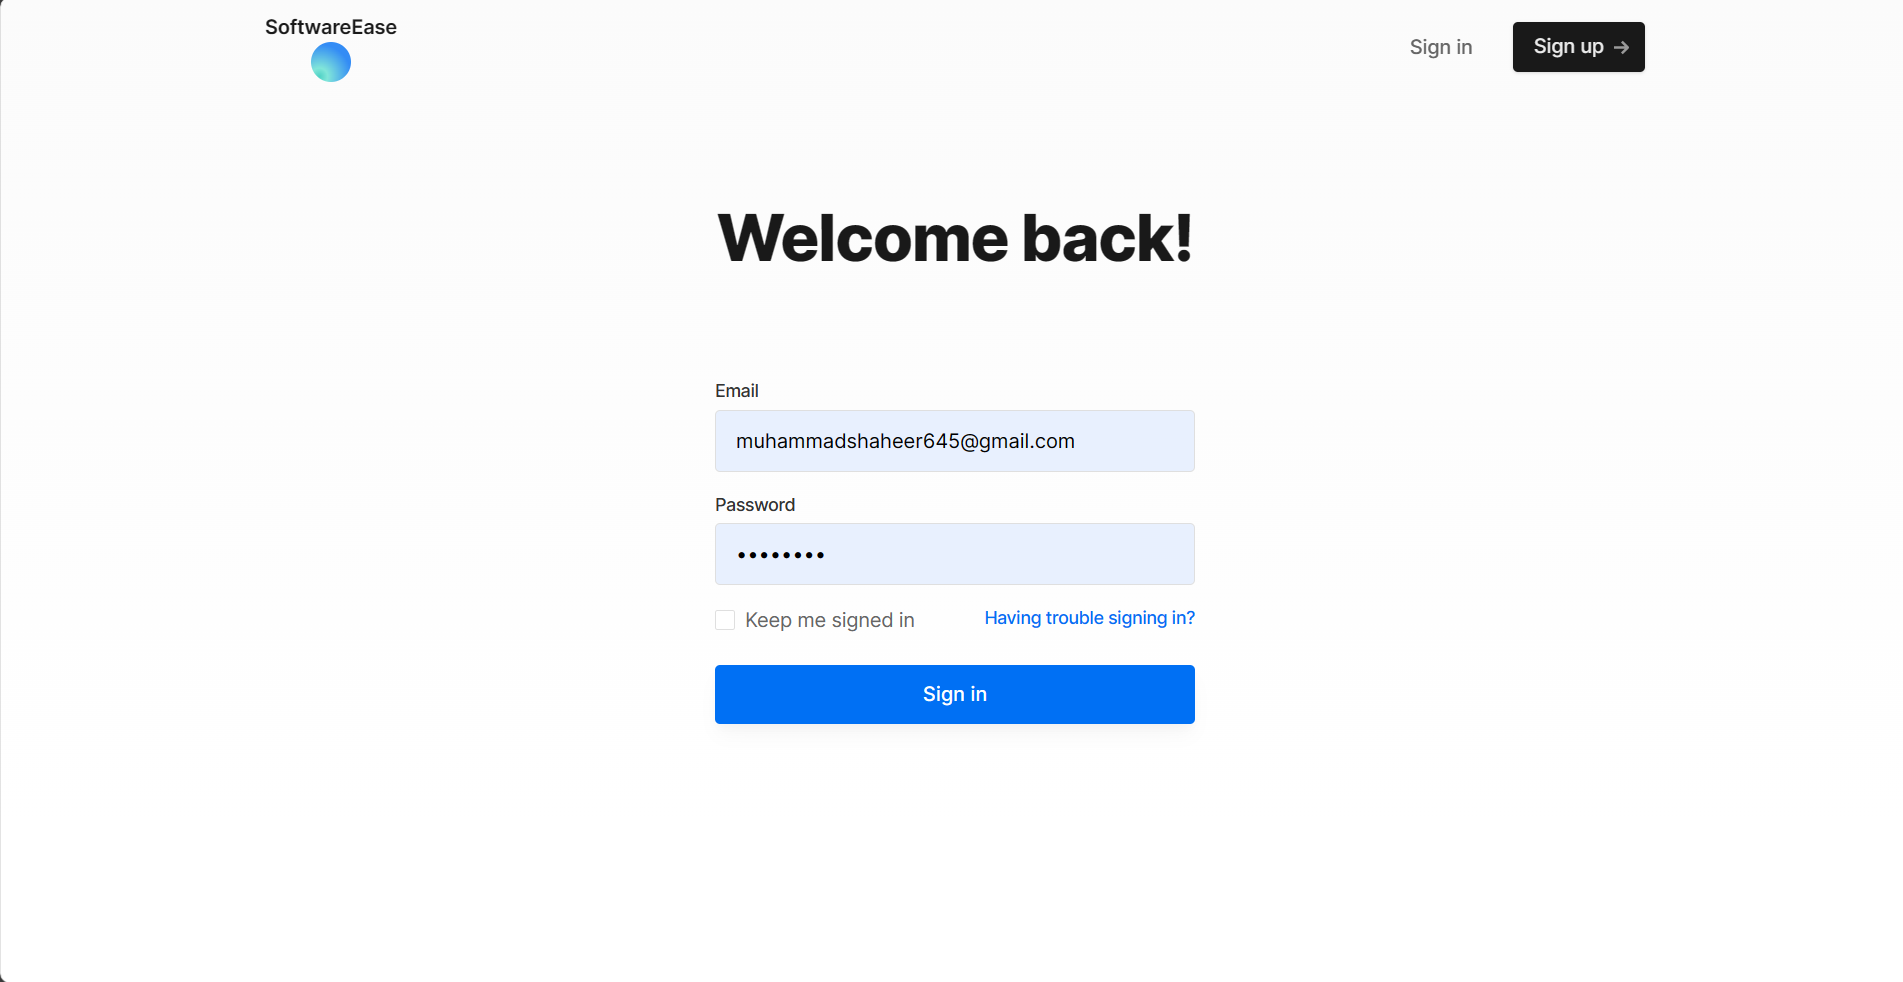 SoftwareEase
Sign in
Sign up →
Welcome back!
Email
muhammadshaheer645@gmail.com
Password
••••••••
Keep me signed in
Having trouble signing in?
Sign in